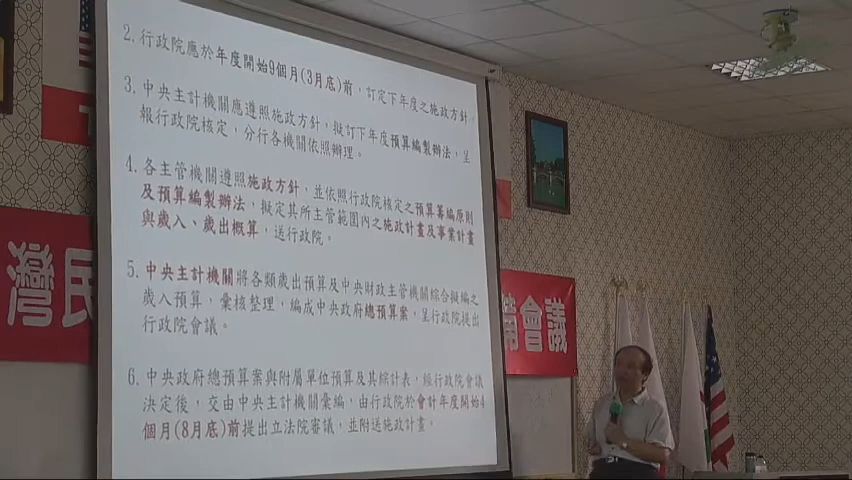 2. 行政院應於年度開始9個月(3月底)前，訂定下年度之施政方針。
3. 中央主計機關應遵照施政方針，擬訂下年度預算編製辦法，呈
報行政院核定，分行各機關依照辦理。
4. 各主管機關遵照施政方針，並依照行政院核定之預算籌編原則
及預算編製辦法，擬定其所主管範圍內之施政計畫及事業計畫
與歲入、歲出概算，送行政院。
5. 中央主計機關將各類歲出預算及中央財政主管機關綜合擬編之
歲入預算，彙核整理，編成中央政府總預算案，呈行政院提出
行政院會議。
6. 中央政府總預算案與附屬單位預算及其綜計表，經行政院會議
決定後，交由中央主計機關彙編，由行政院於會計年度開始4
個月(8月底)前提出立法院審議，並附送施政計畫。
灣民
會議